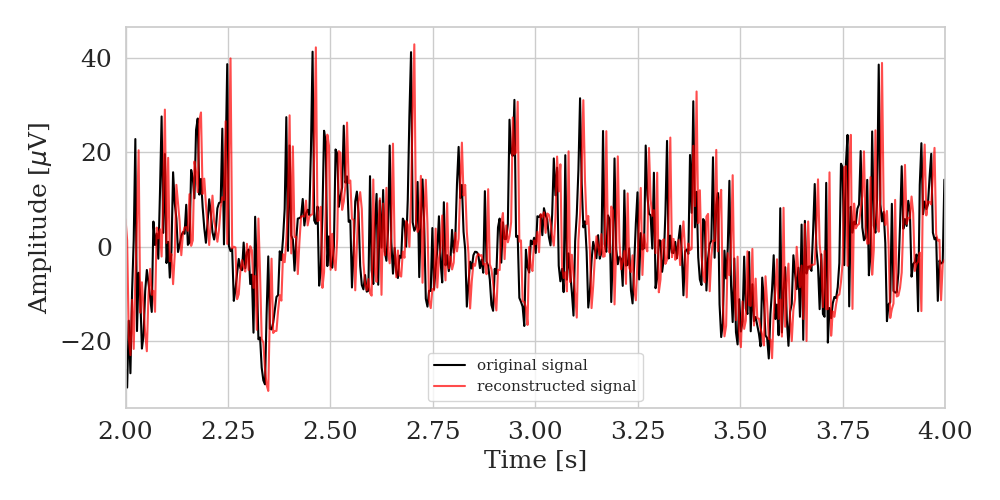 Amplitude [μV]
40
20
0
−20
original signal
reconstructed signal
2.00 2.25 2.50 2.75 3.00 3.25 3.50 3.75 4.00
Time [s]